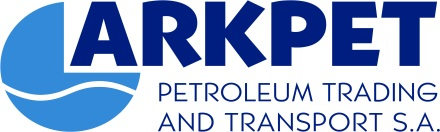 ARKPET
PETROLEUM TRADING
AND TRANSPORT S.A.